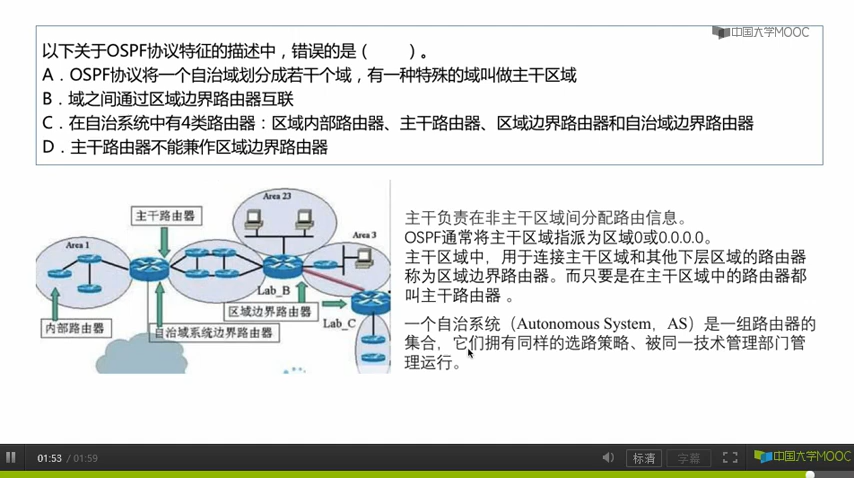 中国大学MOOC
以下关于OSPF协议特征的描述中，错误的是（　　）。
A．OSPF协议将一个自治域划分成若干个域，有一种特殊的域叫做主干区域
B．域之间通过区域边界路由器互联
C．在自治系统中有4类路由器：区域内部路由器、主干路由器、区域边界路由器和自治域边界路由器
D．主干路由器不能兼作区域边界路由器
Area 23
主干路由器
Area 1
Area 3
Lab_B
区域边界路由器
Lab_C
内部路由器
自治域系统边界路由器
主干负责在非主干区域间分配路由信息。
OSPF通常将主干区域指派为区域0或0.0.0.0。
主干区域中，用于连接主干区域和其他下层区域的路由器
称为区域边界路由器。而只要是在主干区域中的路由器都
叫主干路由器 。
一个自治系统（Autonomous System，AS）是一组路由器的
集合，它们拥有同样的选路策略、被同一技术管理部门管
理运行。
01:53 / 01:59
标清
字幕
中国大学MOOC